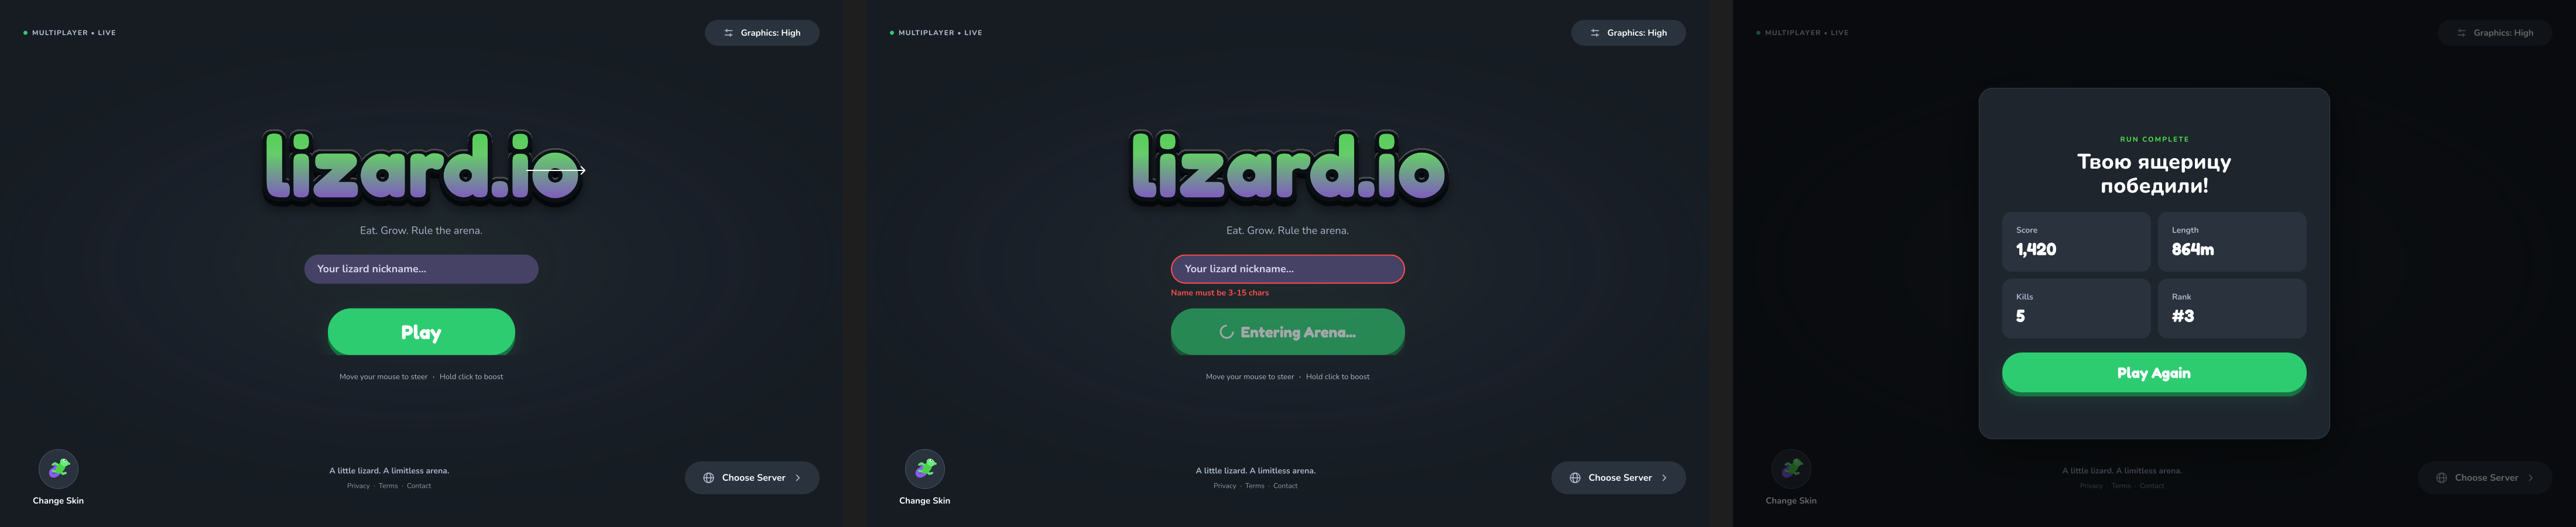 MULTIPLAYER • LIVE
Graphics: High
lizard.io
Eat. Grow. Rule the arena.
Your lizard nickname...
Play
Move your mouse to steer • Hold click to boost
Change Skin
A little lizard. A limitless arena.
Privacy · Terms · Contact
Choose Server
MULTIPLAYER • LIVE
Graphics: High
lizard.io
Eat. Grow. Rule the arena.
Your lizard nickname...
Name must be 3-15 chars
Entering Arena...
Move your mouse to steer • Hold click to boost
Change Skin
A little lizard. A limitless arena.
Privacy · Terms · Contact
Choose Server
MULTIPLAYER • LIVE
Graphics: High
RUN COMPLETE
Твою ящерицу
победили!
Score
1,420
Length
864m
Kills
5
Rank
#3
Play Again
Change Skin
A little lizard. A limitless arena.
Privacy · Terms · Contact
Choose Server